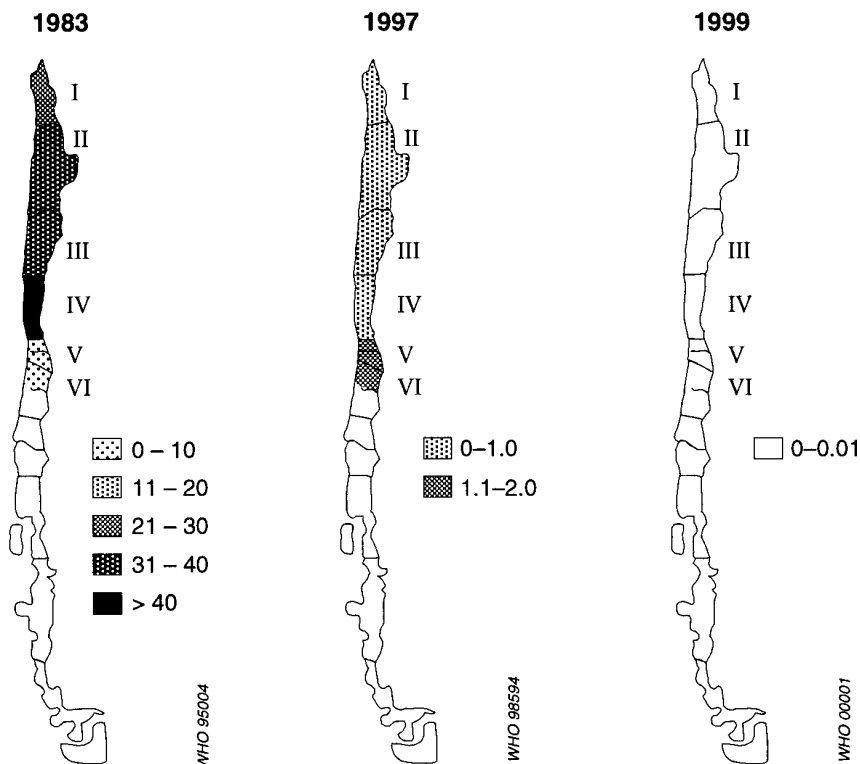 1983
I
II
III
IV
V
VI
0 – 10
11 – 20
21 – 30
31 – 40
> 40
WHO 95004
1997
I
II
III
IV
V
VI
0–1.0
1.1–2.0
WHO 98594
1999
I
II
III
IV
V
VI
0–0.01
WHO 00001